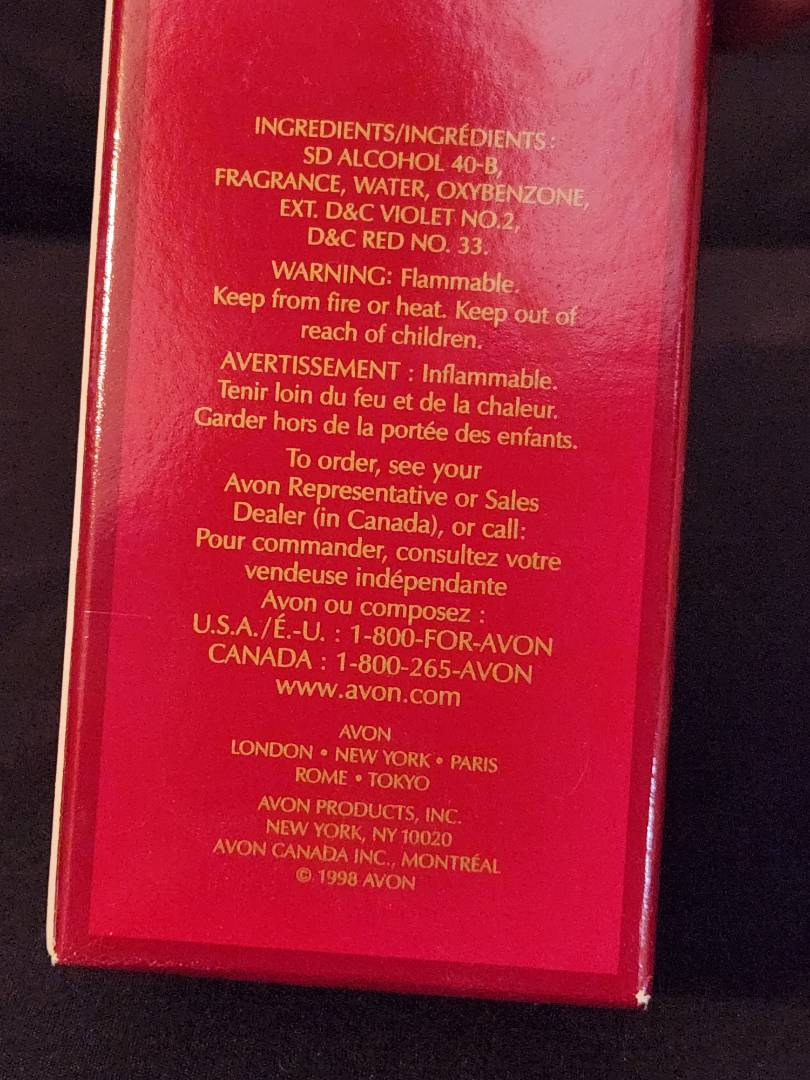 INGREDIENTS/INGRÉDIENTS :
SD ALCOHOL 40-B,
FRAGRANCE, WATER, OXYBENZONE,
EXT. D&C VIOLET NO.2,
D&C RED NO. 33.
WARNING: Flammable.
Keep from fire or heat. Keep out of
reach of children.
AVERTISSEMENT : Inflammable.
Tenir loin du feu et de la chaleur.
Garder hors de la portée des enfants.
To order, see your
Avon Representative or Sales
Dealer (in Canada), or call:
Pour commander, consultez votre
vendeuse indépendante
Avon ou composez :
U.S.A./É.-U. : 1-800-FOR-AVON
CANADA : 1-800-265-AVON
www.avon.com
AVON
LONDON • NEW YORK • PARIS
ROME • TOKYO
AVON PRODUCTS, INC.
NEW YORK, NY 10020
AVON CANADA INC., MONTRÉAL
© 1998 AVON